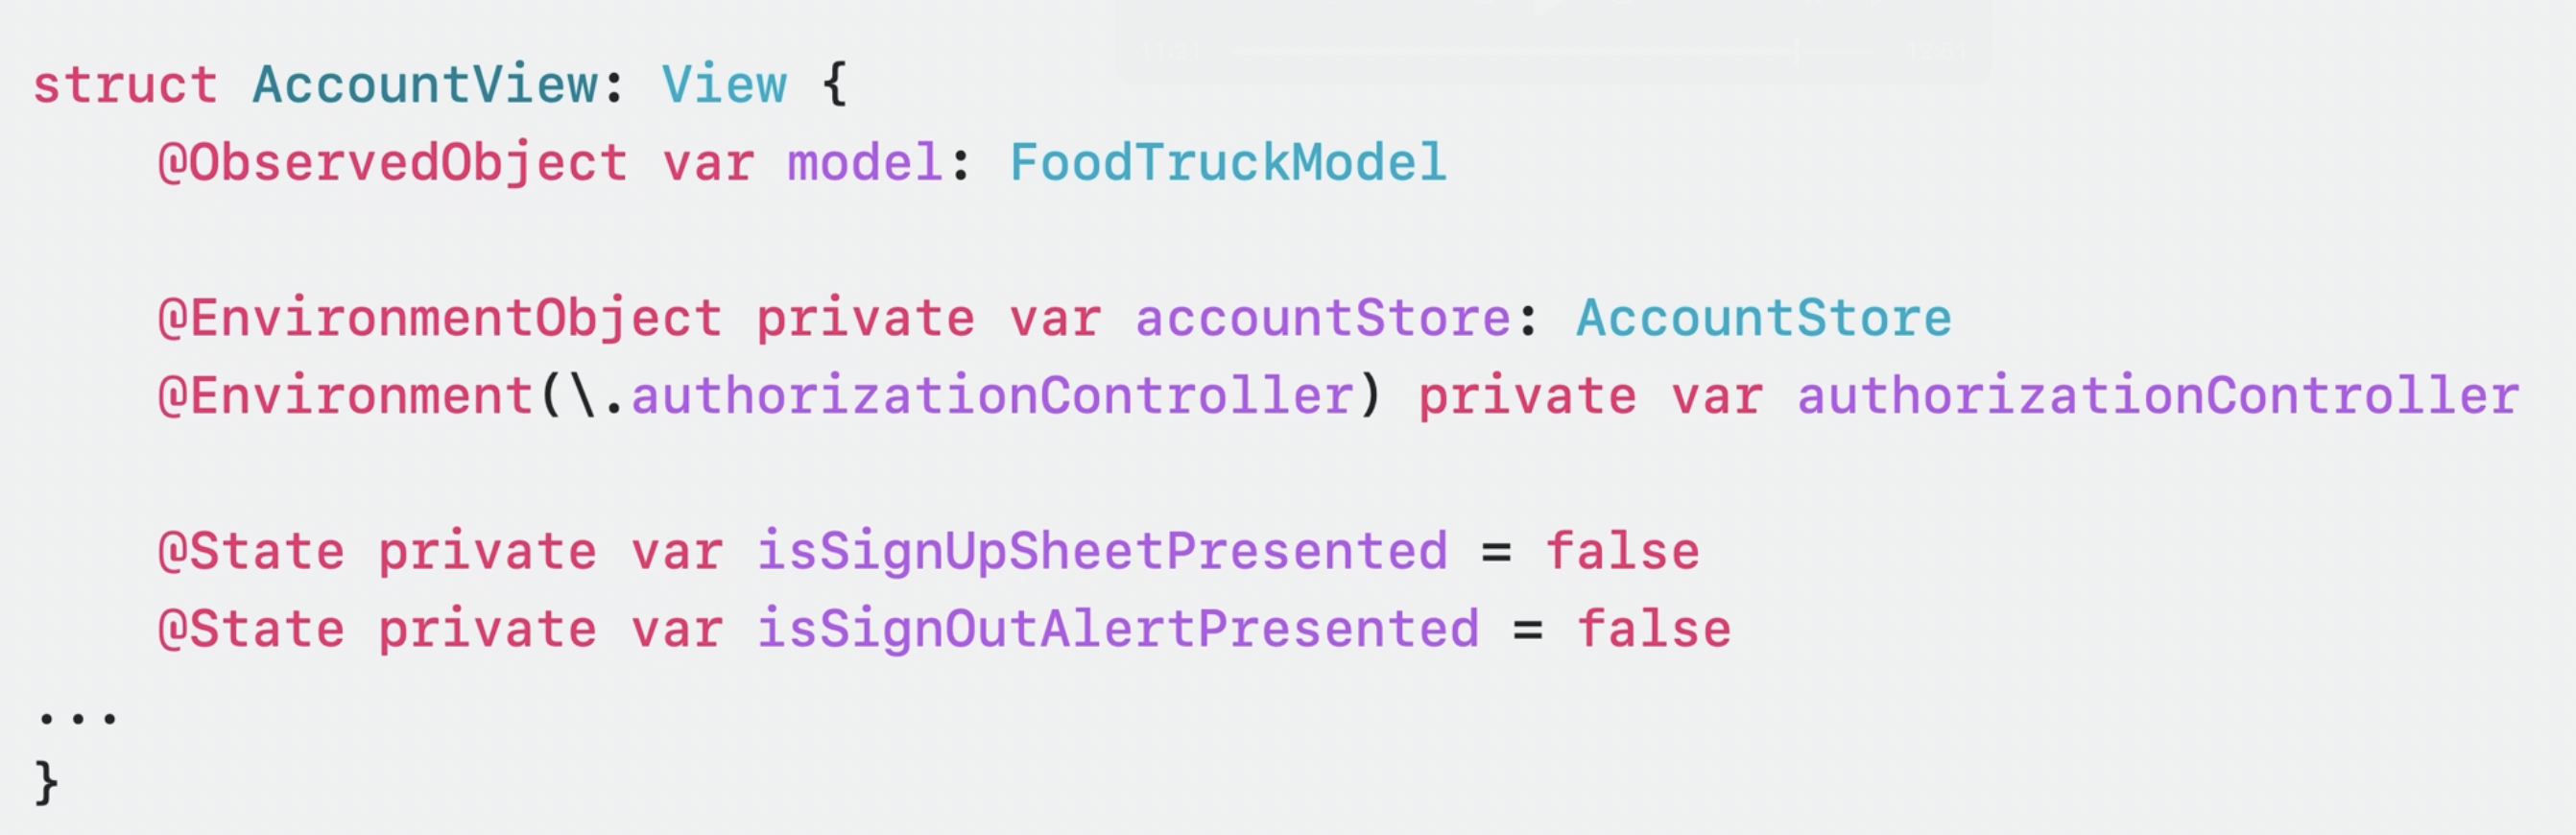 struct AccountView: View {
    @ObservedObject var model: FoodTruckModel
    @EnvironmentObject private var accountStore: AccountStore
    @Environment(\.authorizationController) private var authorizationController
    @State private var isSignUpSheetPresented = false
    @State private var isSignOutAlertPresented = false
...
}